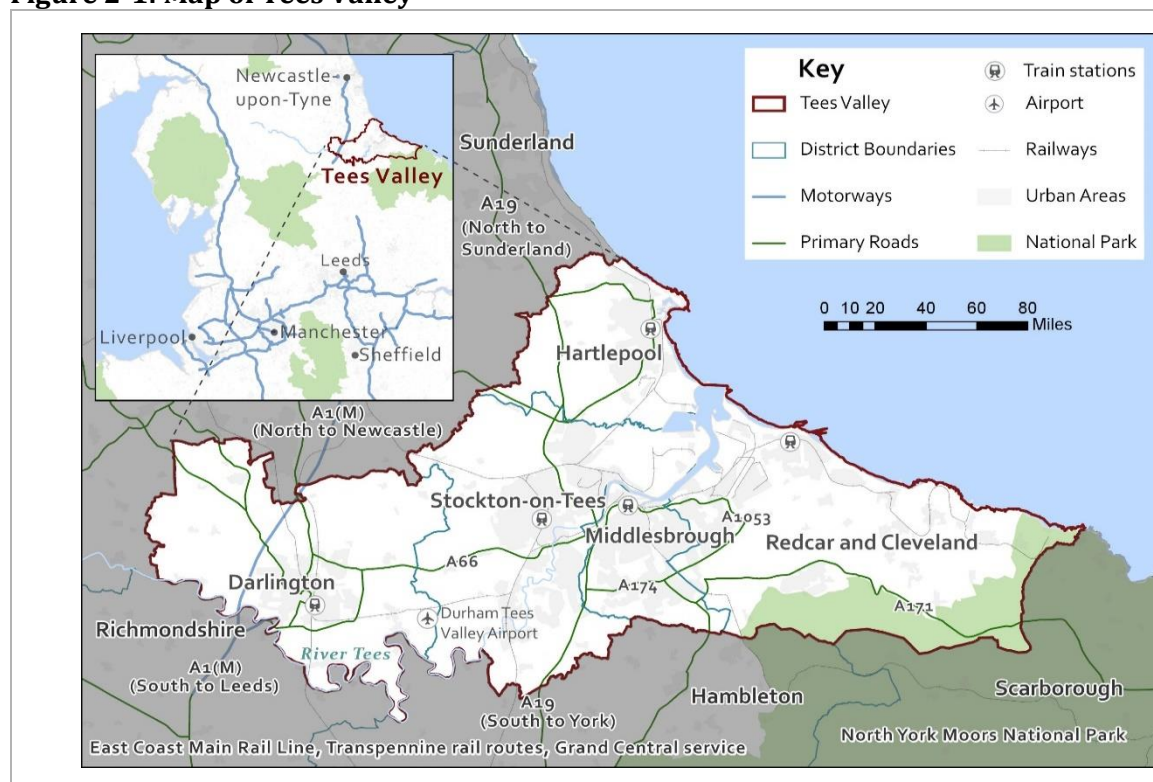 Figure 2-1: Map of Tees Valley
Newcastle-
upon-Tyne
Tees Valley
Leeds
Liverpool
Manchester
Sheffield
Key
Tees Valley
District Boundaries
Motorways
Primary Roads
Train stations
Airport
Railways
Urban Areas
National Park
0 10 20 40 60 80
Miles
Sunderland
A19
(North to
Sunderland)
Hartlepool
A1(M)
(North to Newcastle)
Stockton-on-Tees
Middlesbrough
A1053
Redcar and Cleveland
A66
A174
A171
Darlington
Durham Tees
Valley Airport
Richmondshire
River Tees
A1(M)
(South to Leeds)
A19
(South to York)
Hambleton
Scarborough
North York Moors National Park
East Coast Main Rail Line, Transpennine rail routes, Grand Central service